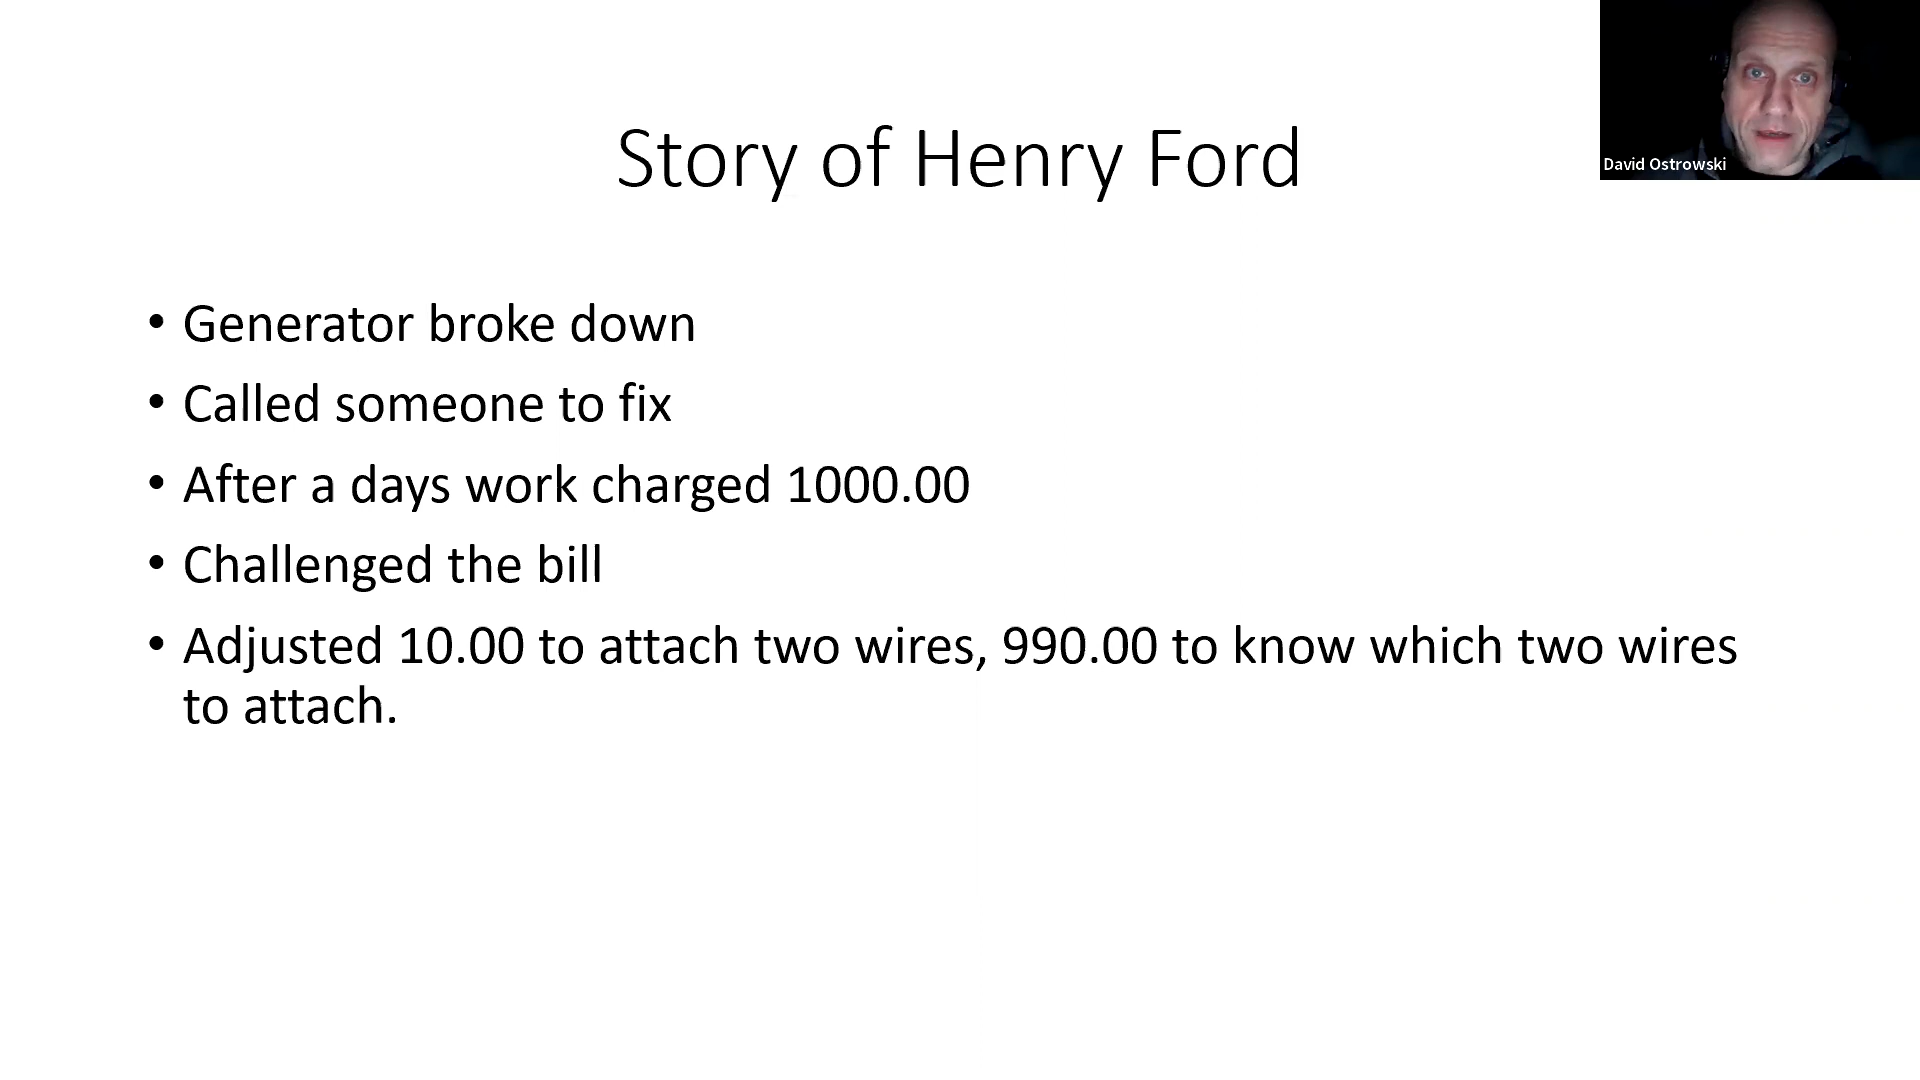 Story of Henry Ford
David Ostrowski
• Generator broke down
• Called someone to fix
• After a days work charged 1000.00
• Challenged the bill
• Adjusted 10.00 to attach two wires, 990.00 to know which two wires
to attach.